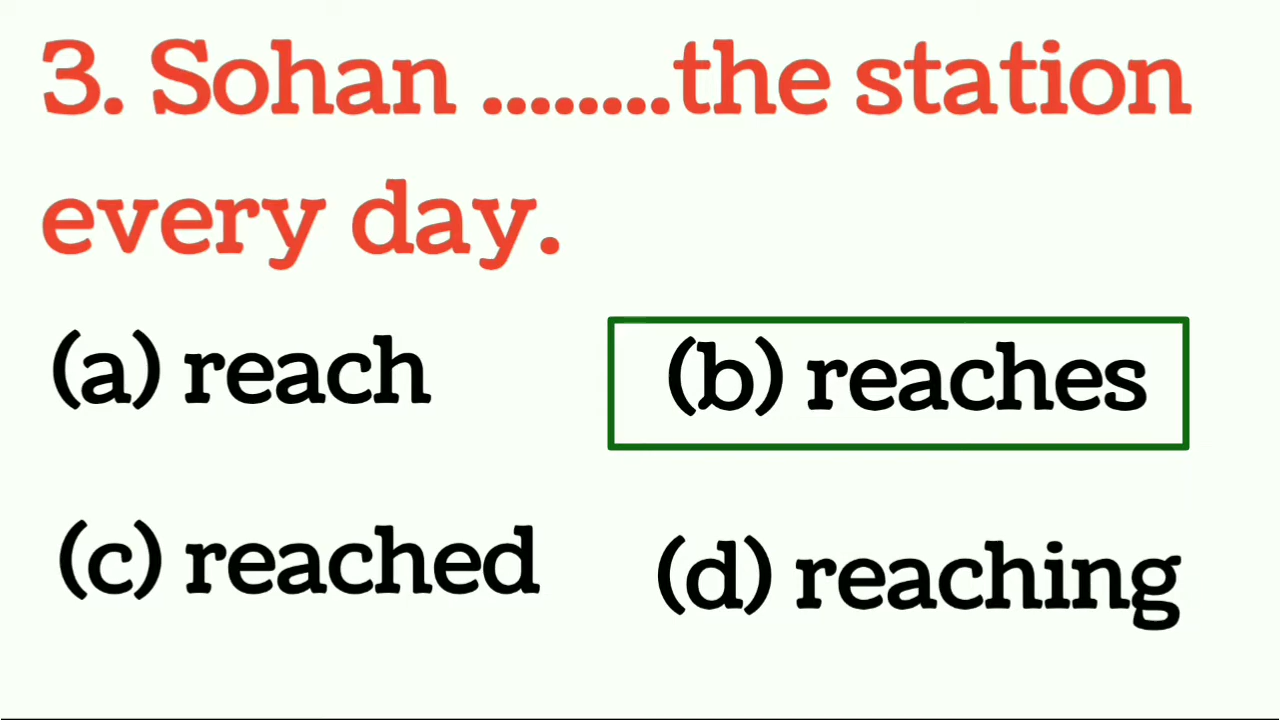 3. Sohan ........the station
every day.
(a) reach (b) reaches
(c) reached (d) reaching